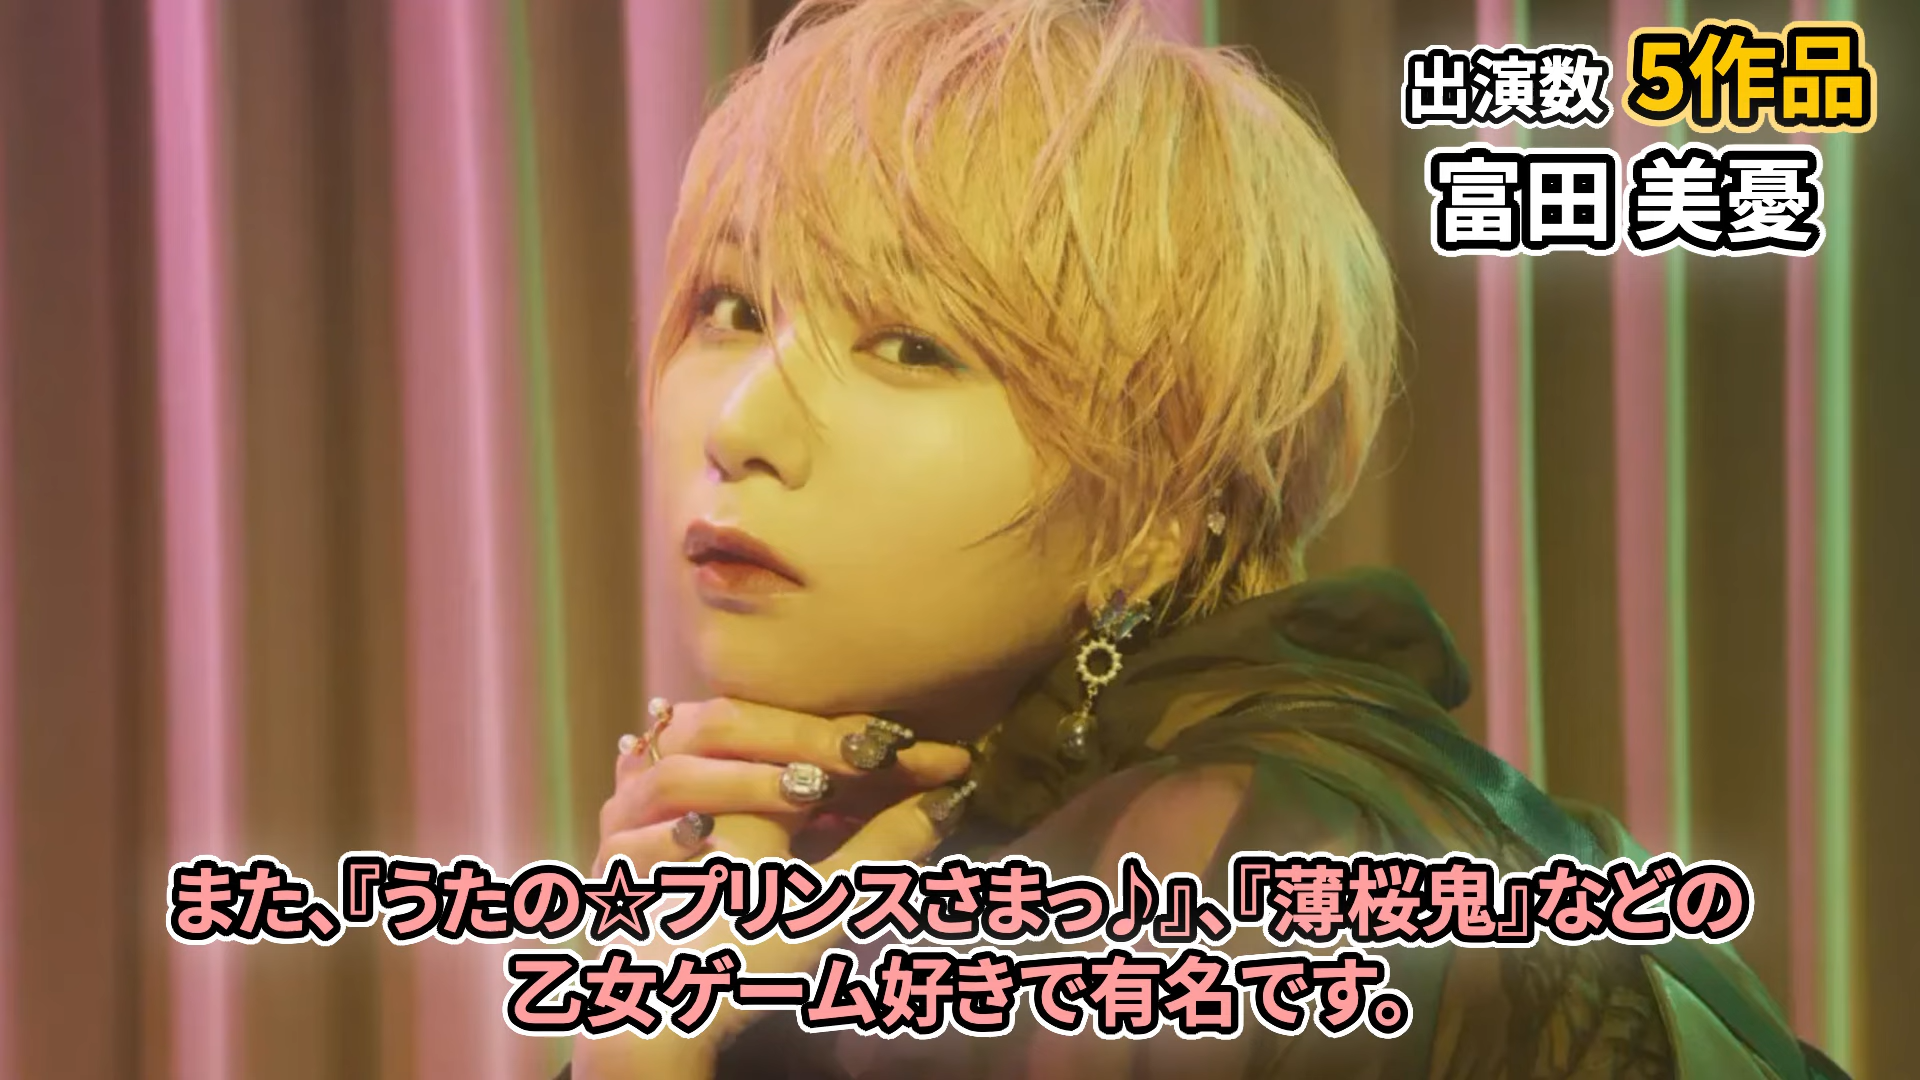 出演数 5作品
富田 美憂
また、『うたの☆プリンスさまっ♪』、『薄桜鬼』などの
乙女ゲーム好きで有名です。